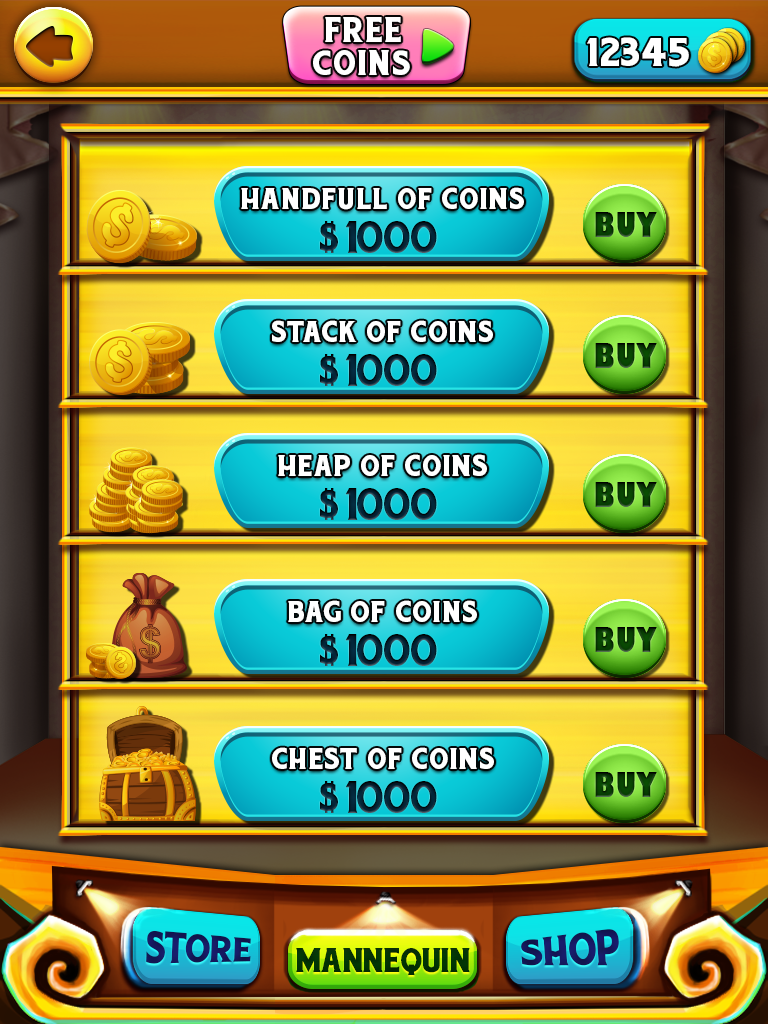 FREE
COINS
12345
HANDFULL OF COINS
$ 1000
BUY
STACK OF COINS
$ 1000
BUY
HEAP OF COINS
$ 1000
BUY
BAG OF COINS
$ 1000
BUY
CHEST OF COINS
$ 1000
BUY
STORE
MANNEQUIN
SHOP